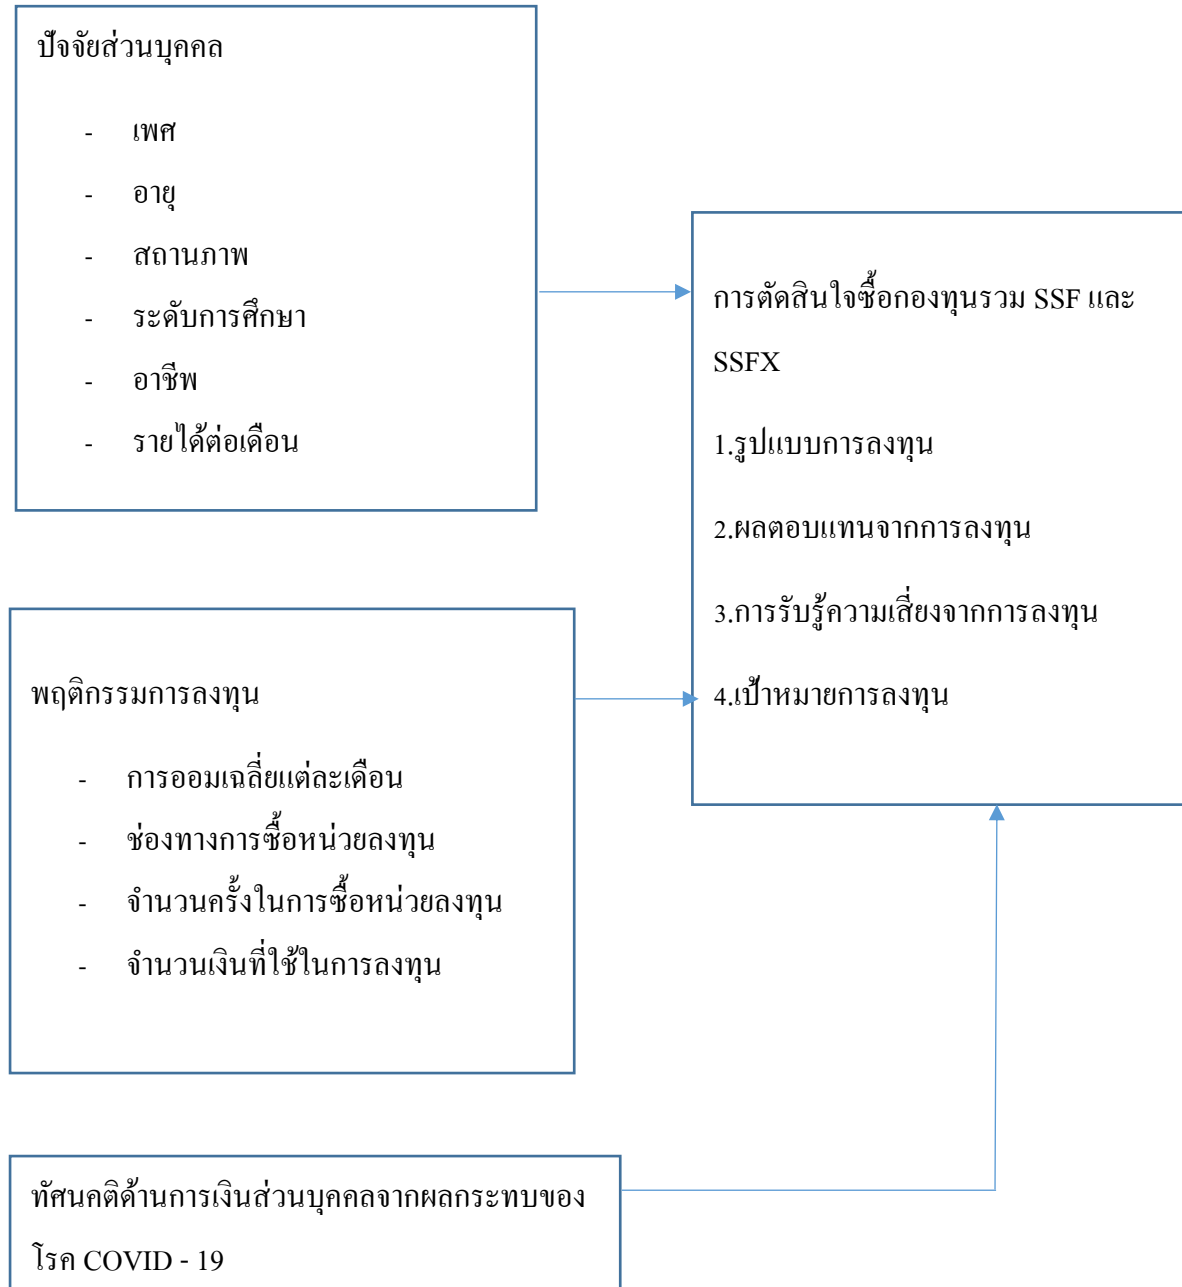 ปัจจัยส่วนบุคคล
- เพศ
- อายุ
- สถานภาพ
- ระดับการศึกษา
- อาชีพ
- รายได้ต่อเดือน
การตัดสินใจซื้อกองทุนรวม SSF และ
SSFX
1.รูปแบบการลงทุน
2.ผลตอบแทนจากการลงทุน
3.การรับรู้ความเสี่ยงจากการลงทุน
4.เป้าหมายการลงทุน
พฤติกรรมการลงทุน
- การออมเฉลี่ยแต่ละเดือน
- ช่องทางการซื้อหน่วยลงทุน
- จำนวนครั้งในการซื้อหน่วยลงทุน
- จำนวนเงินที่ใช้ในการลงทุน
ทัศนคติด้านการเงินส่วนบุคคลจากผลกระทบของ
โรค COVID - 19